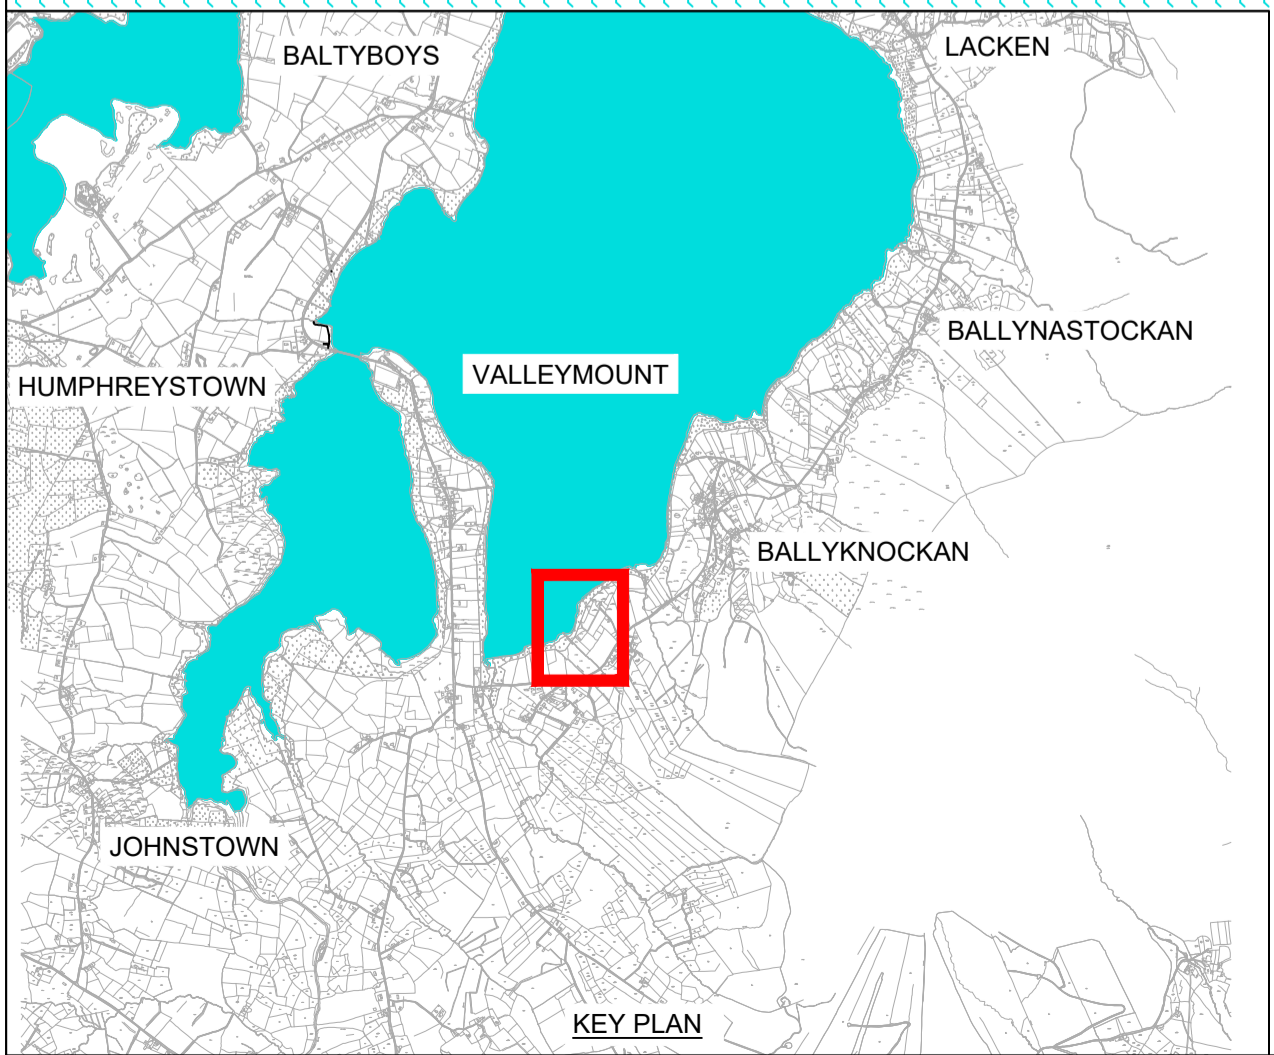 BALTYBOYS
LACKEN
BALLYNASTOCKAN
VALLEYMOUNT
HUMPHREYSTOWN
BALLYKNOCKAN
JOHNSTOWN
KEY PLAN